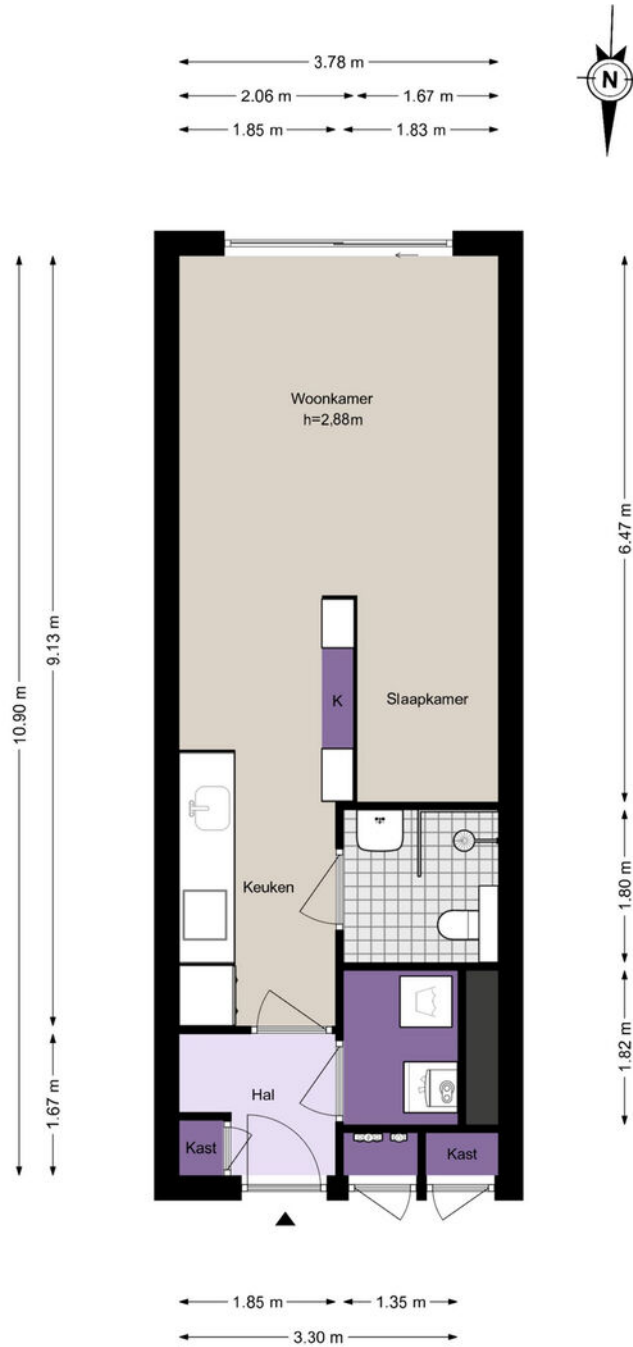 3.78 m
N
2.06 m
1.67 m
1.85 m
1.83 m
Woonkamer
h=2,88m
6.47 m
9.13 m
10.90 m
K
Slaapkamer
Keuken
1.80 m
1.82 m
1.67 m
Hal
Kast
Kast
1.85 m
1.35 m
3.30 m